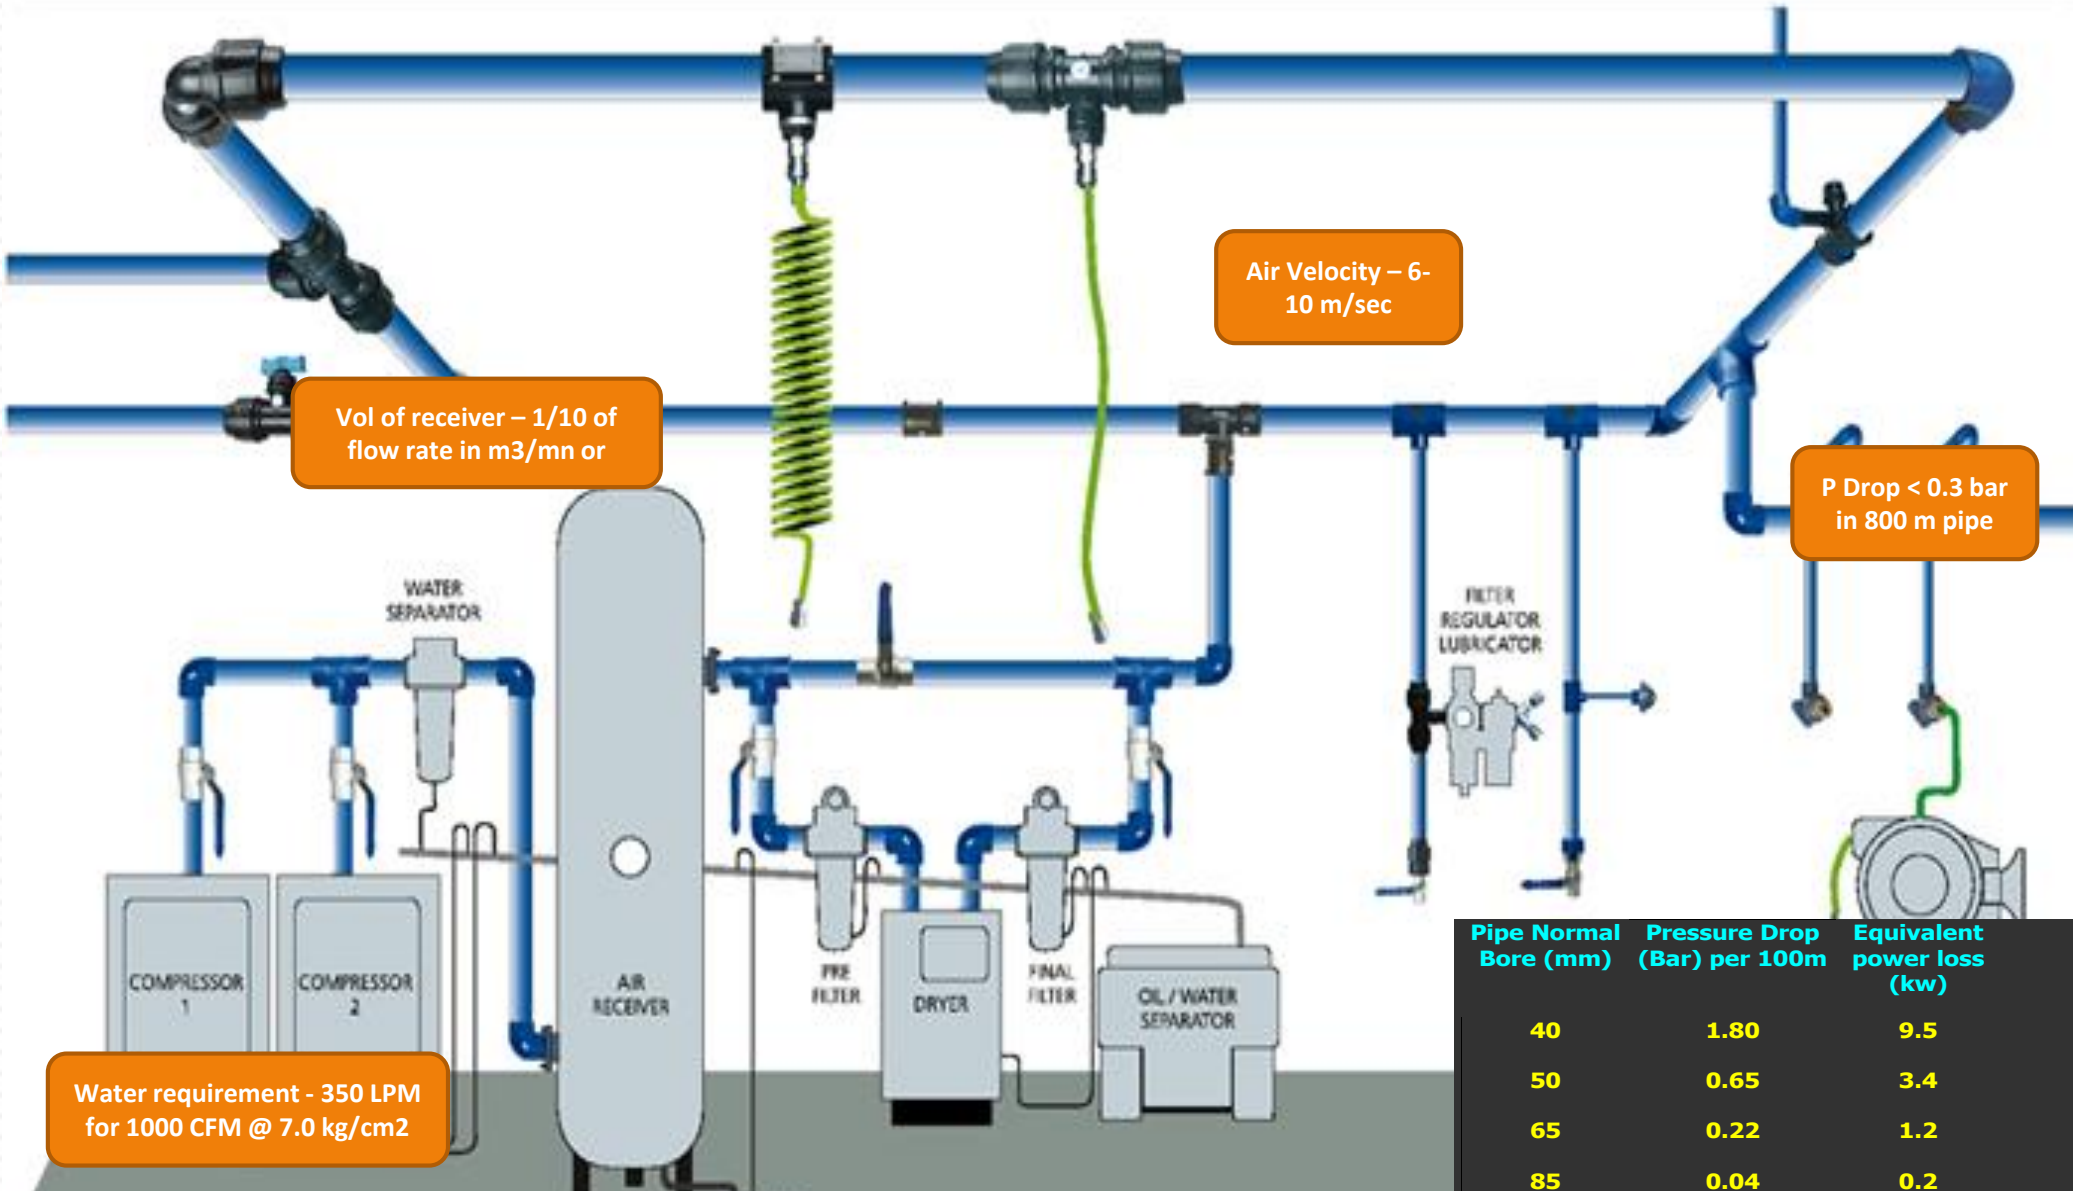 Air Velocity – 6-
10 m/sec
Vol of receiver – 1/10 of
flow rate in m3/mn or
P Drop < 0.3 bar
in 800 m pipe
WATER
SEPARATOR
FILTER
REGULATOR
LUBRICATOR
COMPRESSOR
1
COMPRESSOR
2
AIR
RECEIVER
PRE
FILTER
DRYER
FINAL
FILTER
OIL / WATER
SEPARATOR
Water requirement - 350 LPM
for 1000 CFM @ 7.0 kg/cm2
Pipe Normal Bore (mm) Pressure Drop (Bar) per 100m Equivalent power loss (kw)
40 1.80 9.5
50 0.65 3.4
65 0.22 1.2
85 0.04 0.2